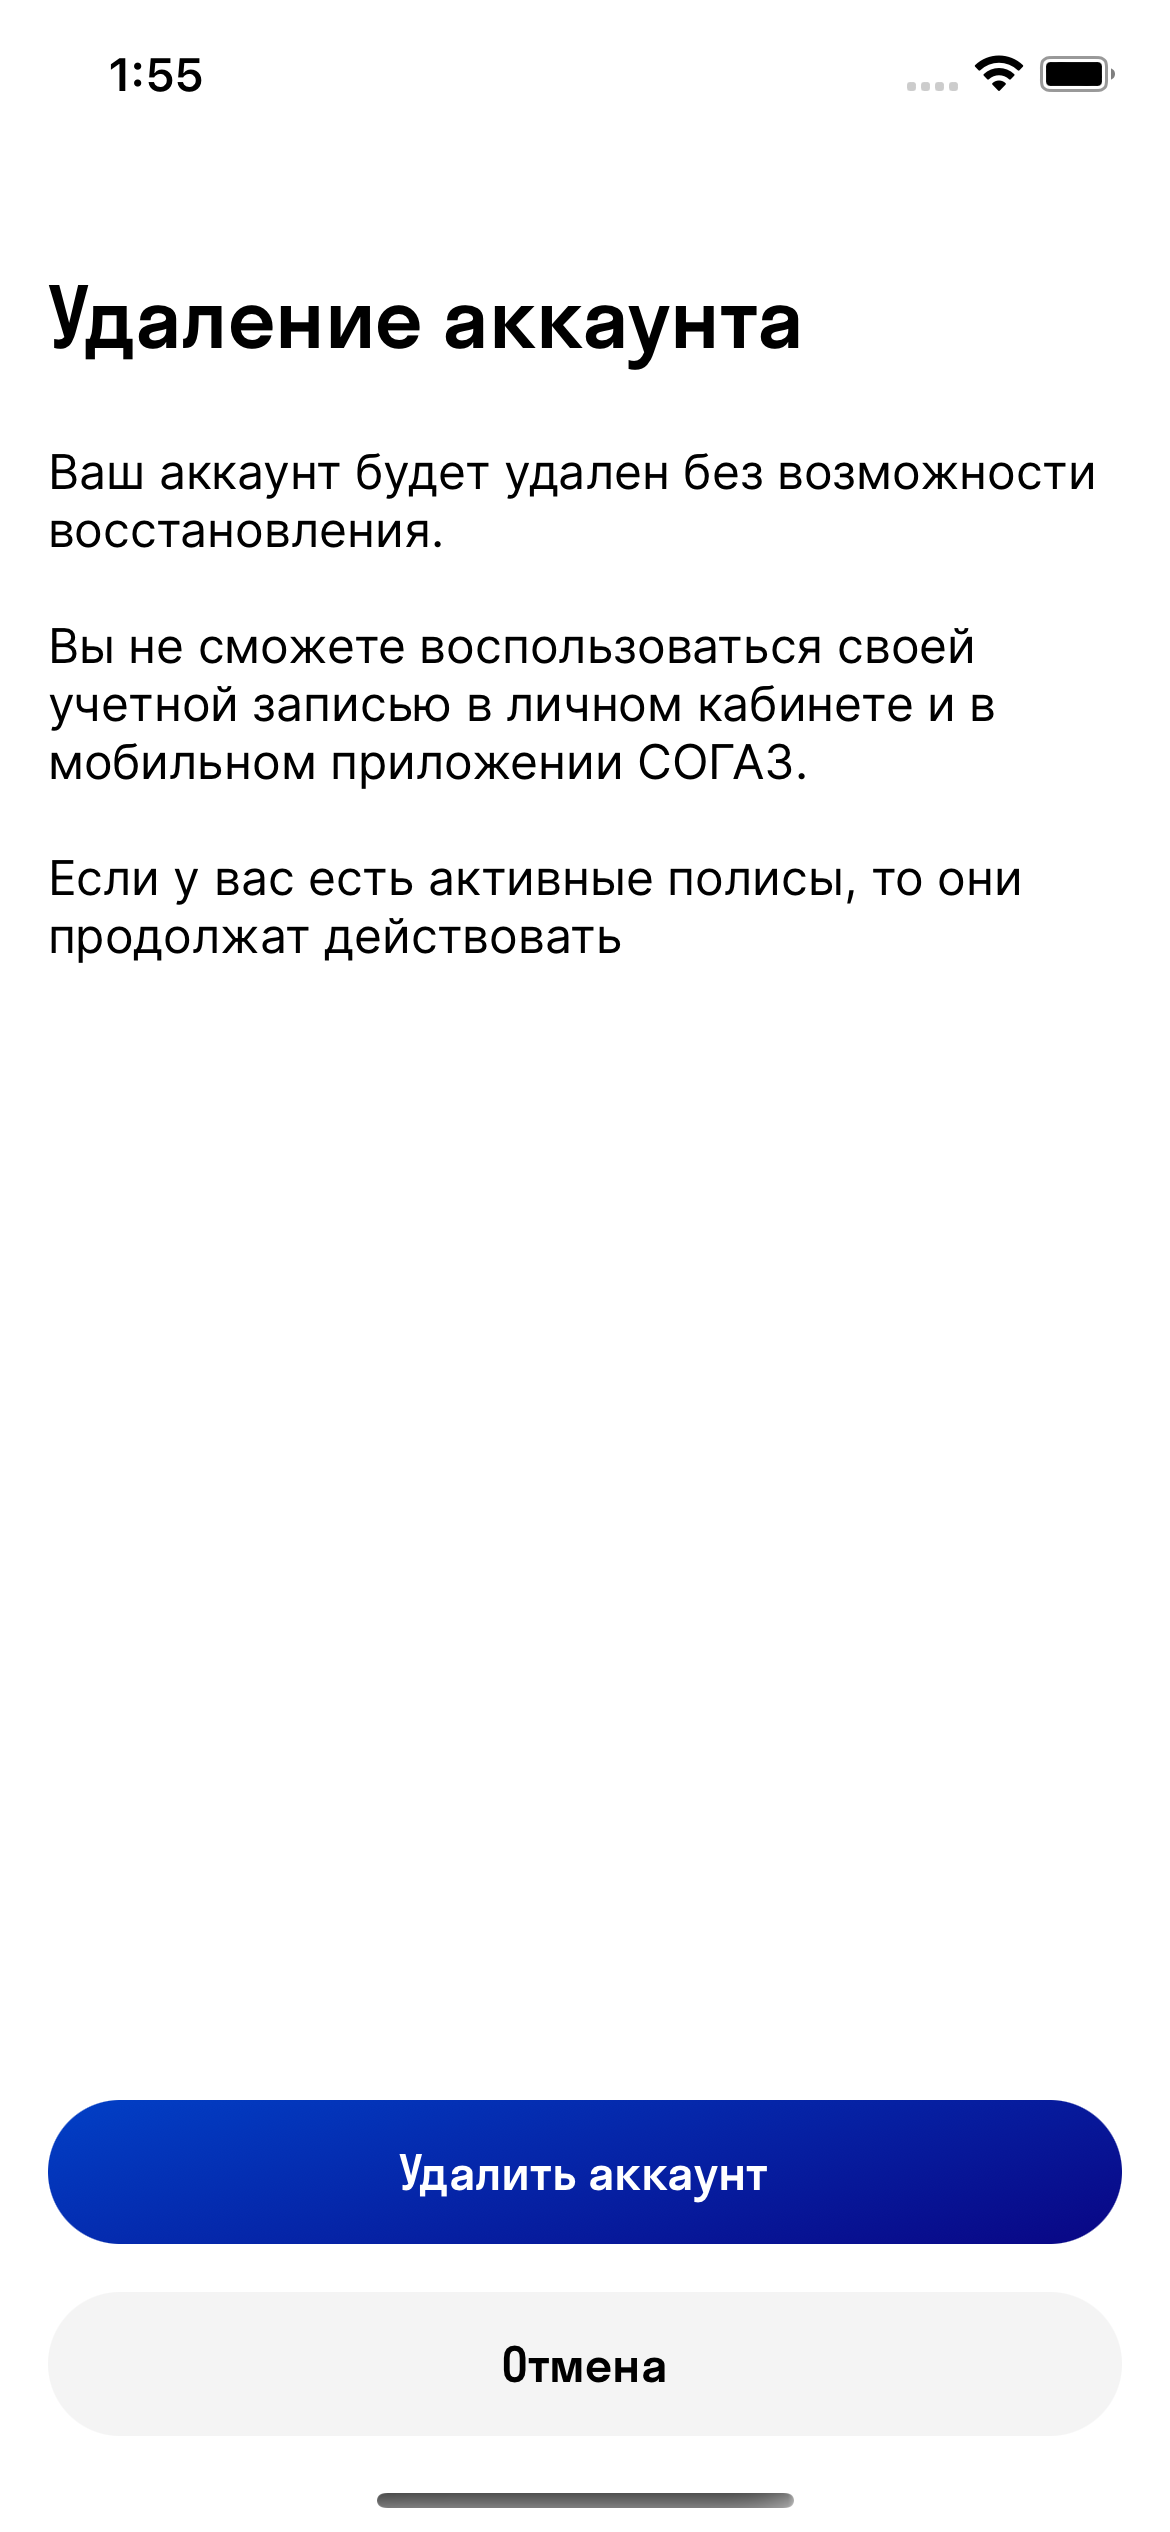 1:55
Удаление аккаунта
Ваш аккаунт будет удален без возможности
восстановления.
Вы не сможете воспользоваться своей
учетной записью в личном кабинете и в
мобильном приложении СОГАЗ.
Если у вас есть активные полисы, то они
продолжат действовать
Удалить аккаунт
Отмена